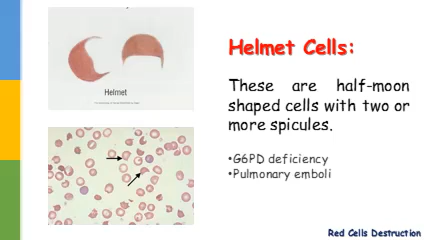 Helmet
Helmet Cells:
These are half-moon
shaped cells with two or
more spicules.
•G6PD deficiency
•Pulmonary emboli
Red Cells Destruction